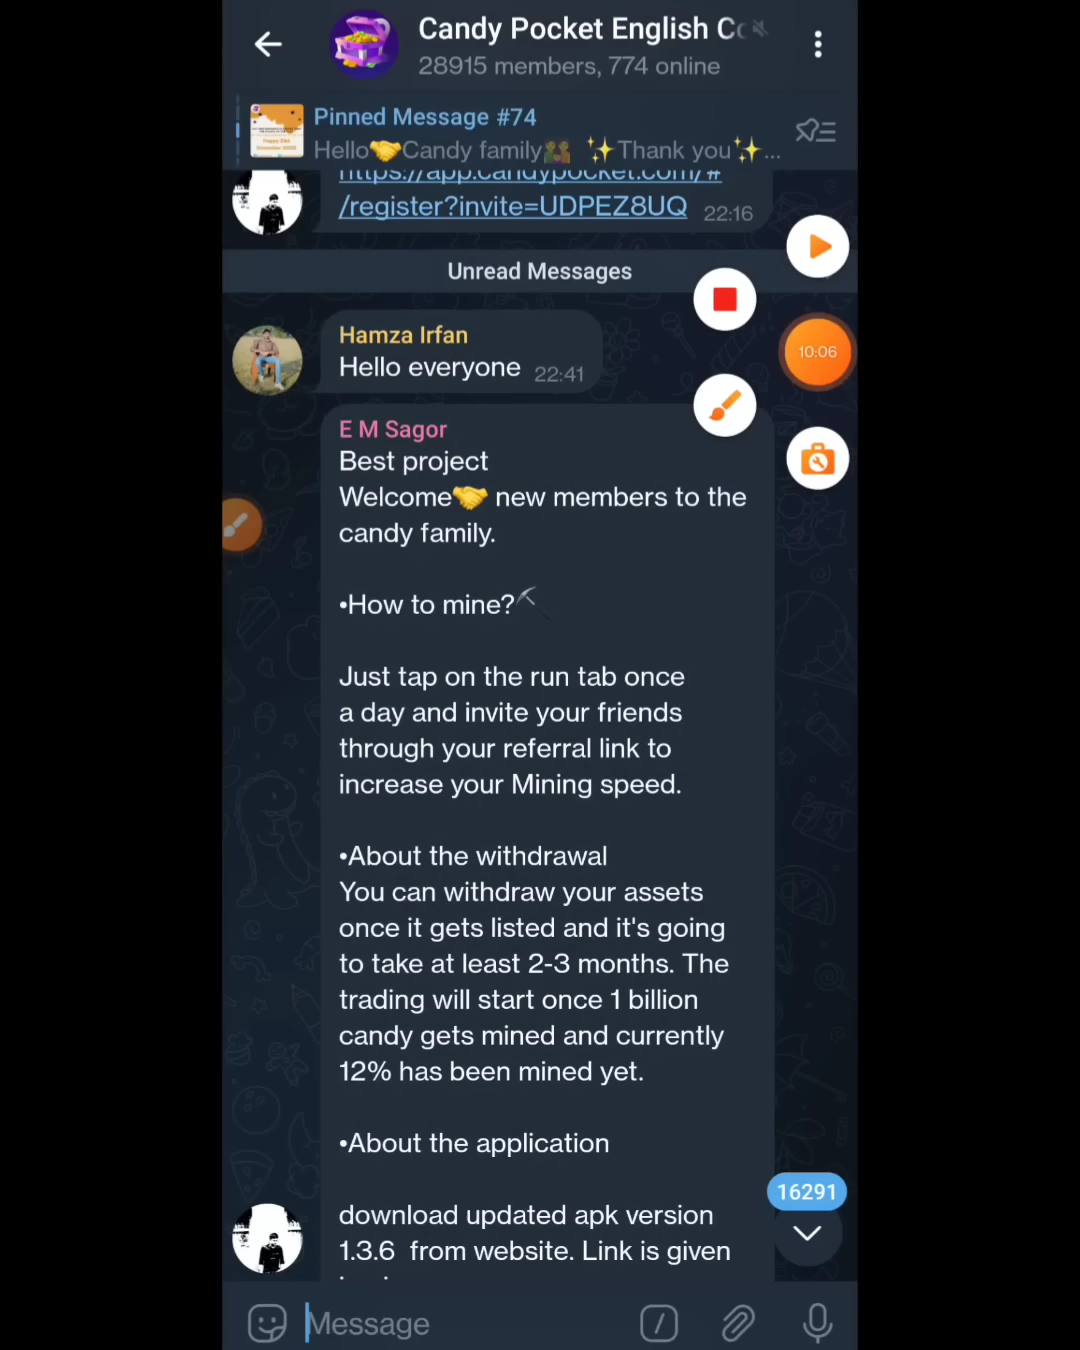 Candy Pocket English C
28915 members, 774 online
Pinned Message #74
Hello🤝Candy family👨‍👩‍👧‍👦 ✨Thank you✨...
https://app.candypocket.com/#
/register?invite=UDPEZ8UQ 22:16
Unread Messages
Hamza Irfan
Hello everyone 22:41
10:06
E M Sagor
Best project
Welcome🤝 new members to the
candy family.
•How to mine?⛏
Just tap on the run tab once
a day and invite your friends
through your referral link to
increase your Mining speed.
•About the withdrawal
You can withdraw your assets
once it gets listed and it's going
to take at least 2-3 months. The
trading will start once 1 billion
candy gets mined and currently
12% has been mined yet.
•About the application
16291
download updated apk version
1.3.6 from website. Link is given
Message